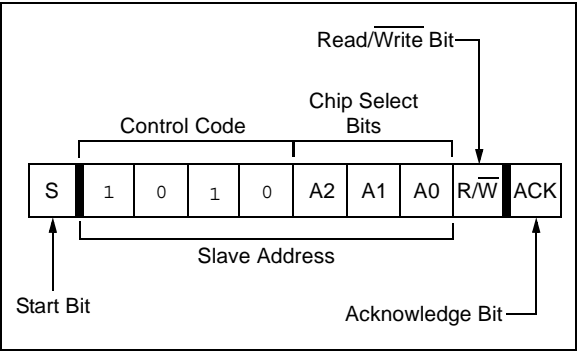 Read/Write Bit
Chip Select
Bits
Control Code
S 1 0 1 0 A2 A1 A0 R/W ACK
Slave Address
Start Bit
Acknowledge Bit